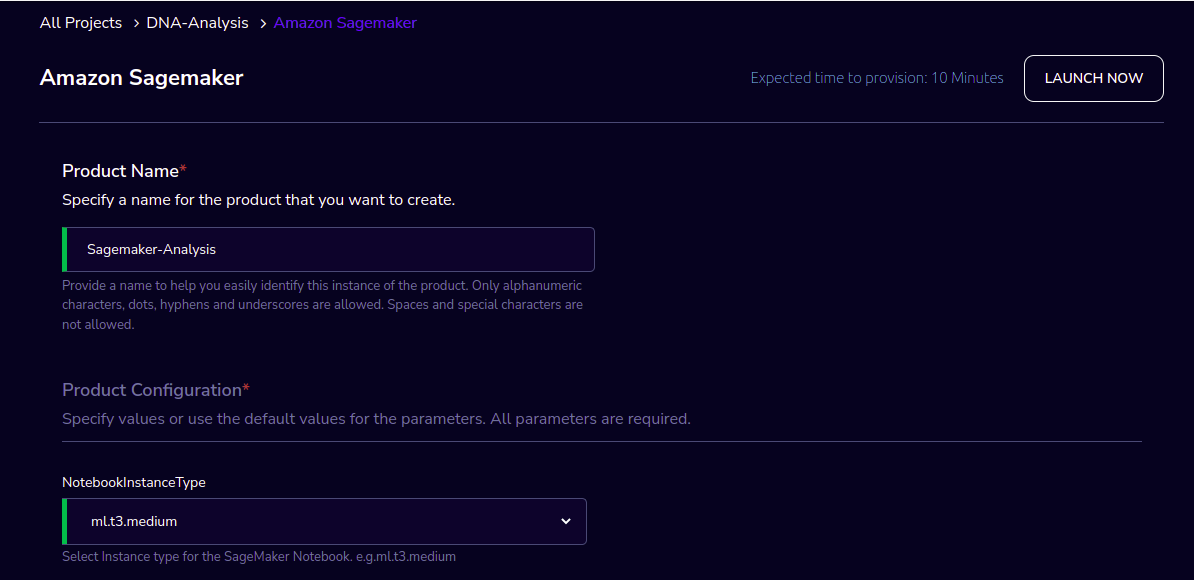 All Projects > DNA-Analysis > Amazon Sagemaker
Amazon Sagemaker
Expected time to provision: 10 Minutes
LAUNCH NOW
Product Name*
Specify a name for the product that you want to create.
Sagemaker-Analysis
Provide a name to help you easily identify this instance of the product. Only alphanumeric
characters, dots, hyphens and underscores are allowed. Spaces and special characters are
not allowed.
Product Configuration*
Specify values or use the default values for the parameters. All parameters are required.
NotebookInstanceType
ml.t3.medium
Select Instance type for the SageMaker Notebook. e.g.ml.t3.medium